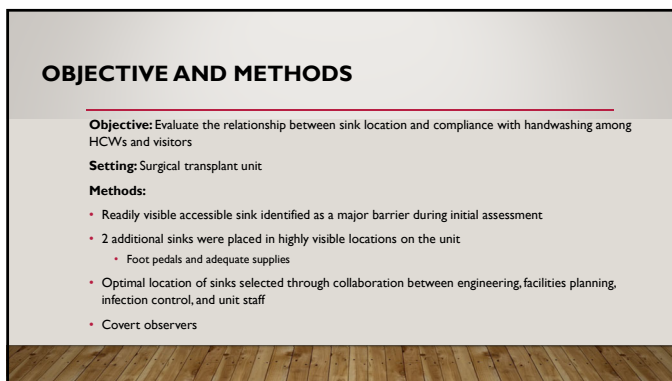 OBJECTIVE AND METHODS
Objective: Evaluate the relationship between sink location and compliance with handwashing among
HCWs and visitors
Setting: Surgical transplant unit
Methods:
• Readily visible accessible sink identified as a major barrier during initial assessment
• 2 additional sinks were placed in highly visible locations on the unit
• Foot pedals and adequate supplies
• Optimal location of sinks selected through collaboration between engineering, facilities planning,
infection control, and unit staff
• Covert observers